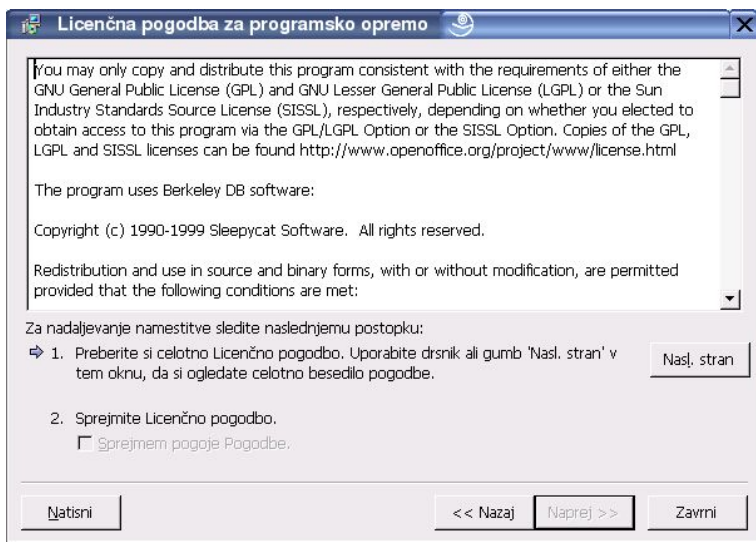 Licenčna pogodba za programsko opremo
You may only copy and distribute this program consistent with the requirements of either the
GNU General Public License (GPL) and GNU Lesser General Public License (LGPL) or the Sun
Industry Standards Source License (SISSL), respectively, depending on whether you elected to
obtain access to this program via the GPL/LGPL Option or the SISSL Option. Copies of the GPL,
LGPL and SISSL licenses can be found http://www.openoffice.org/project/www/license.html
The program uses Berkeley DB software:
Copyright (c) 1990-1999 Sleepycat Software.  All rights reserved.
Redistribution and use in source and binary forms, with or without modification, are permitted
provided that the following conditions are met:
Za nadaljevanje namestitve sledite naslednjemu postopku:
1. Preberite si celotno Licenčno pogodbo. Uporabite drsnik ali gumb 'Nasl. stran' v
tem oknu, da si ogledate celotno besedilo pogodbe.
Nasl. stran
2. Sprejmite Licenčno pogodbo.
Sprejmem pogoje Pogodbe.
Natisni
<< Nazaj
Naprej >>
Zavrni